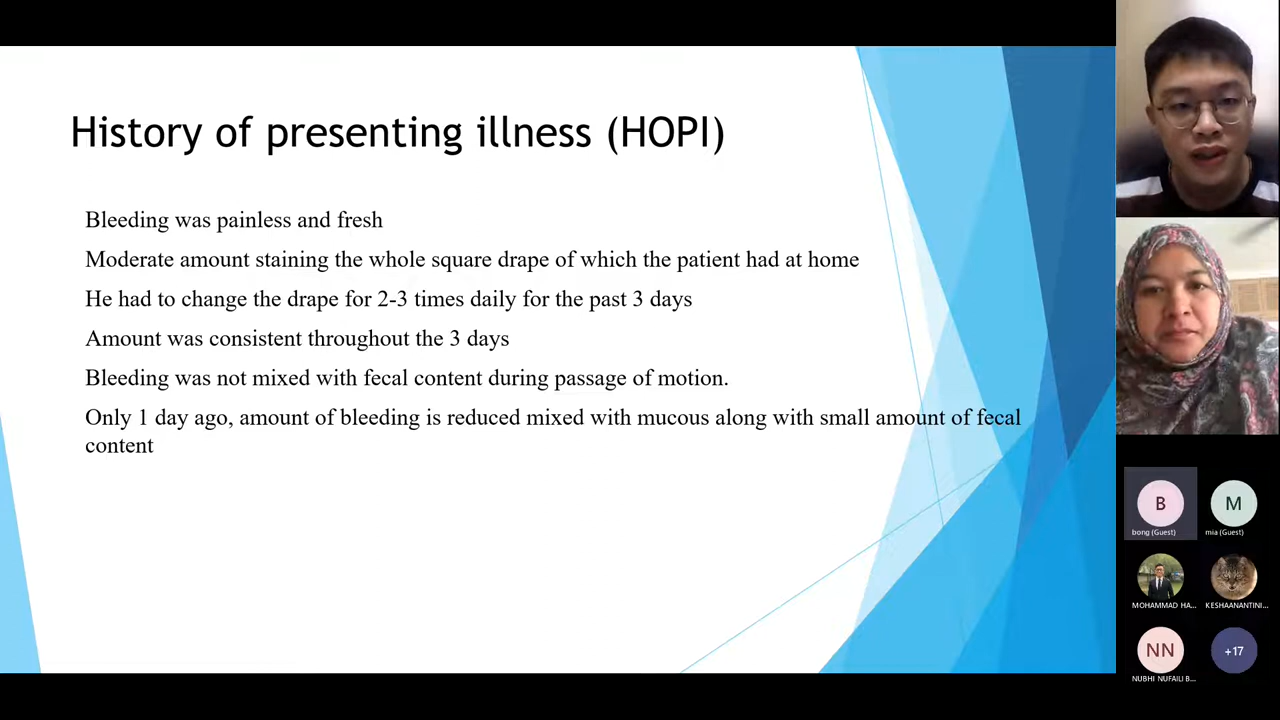 History of presenting illness (HOPI)
Bleeding was painless and fresh
Moderate amount staining the whole square drape of which the patient had at home
He had to change the drape for 2-3 times daily for the past 3 days
Amount was consistent throughout the 3 days
Bleeding was not mixed with fecal content during passage of motion.
Only 1 day ago, amount of bleeding is reduced mixed with mucous along with small amount of fecal
content
B
M
bong (Guest)
mia (Guest)
MOHAMMAD HA...
KESHAANANTINI...
NN
+17
NUBHI NUFAILI B...